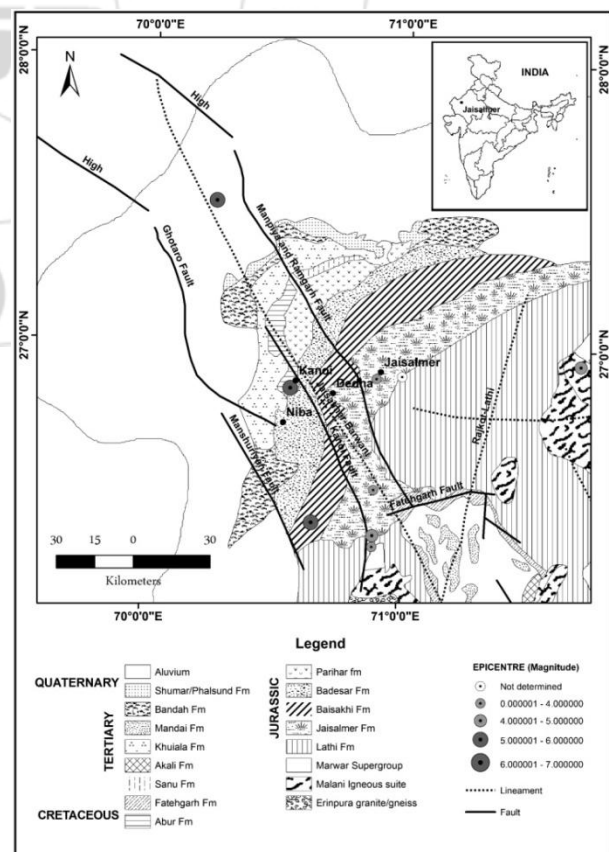 70°0'0"E
71°0'0"E
28°0'0"N
28°0'0"N
N
INDIA
Jaisalmer
High
High
Ghotaro Fault
Manpiya and Ramgarh Fault
27°0'0"N
27°0'0"N
Kanoi
Jaisalmer
Dedha
Niba
Kanoi Fault
Rajkot-Lathi
Fatehgarh Fault
30 15 0 30
Kilometers
70°0'0"E
71°0'0"E
Legend
QUATERNARY
Aluvium
Shumar/Phalsund Fm
TERTIARY
Bandah Fm
Mandai Fm
Khuiala Fm
Akali Fm
Sanu Fm
Fatehgarh Fm
CRETACEOUS
Abur Fm
JURASSIC
Parihar fm
Badesar Fm
Baisakhi Fm
Jaisalmer Fm
Lathi Fm
Marwar Supergroup
Malani Igneous suite
Erinpura granite/gneiss
EPICENTRE (Magnitude)
Not determined
0.000001 - 4.000000
4.000001 - 5.000000
5.000001 - 6.000000
6.000001 - 7.000000
Lineament
Fault